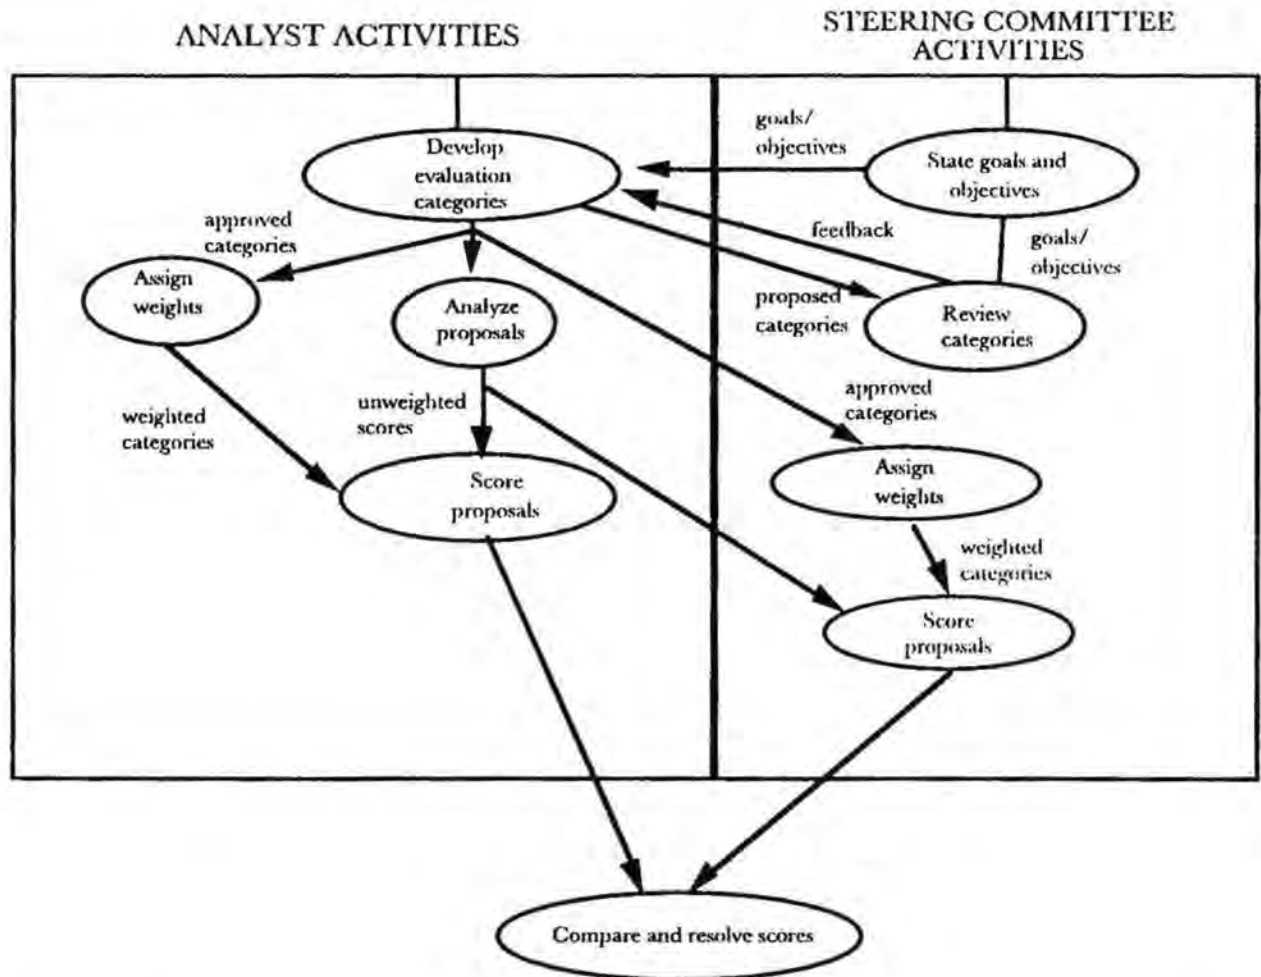 ANALYST ACTIVITIES
STEERING COMMITTEE
ACTIVITIES
Develop
evaluation
categories
goals/
objectives
State goals and
objectives
approved
categories
feedback
goals/
objectives
Assign
weights
Analyze
proposals
proposed
categories
Review
categories
weighted
categories
unweighted
scores
approved
categories
Score
proposals
Assign
weights
weighted
categories
Score
proposals
Compare and resolve scores